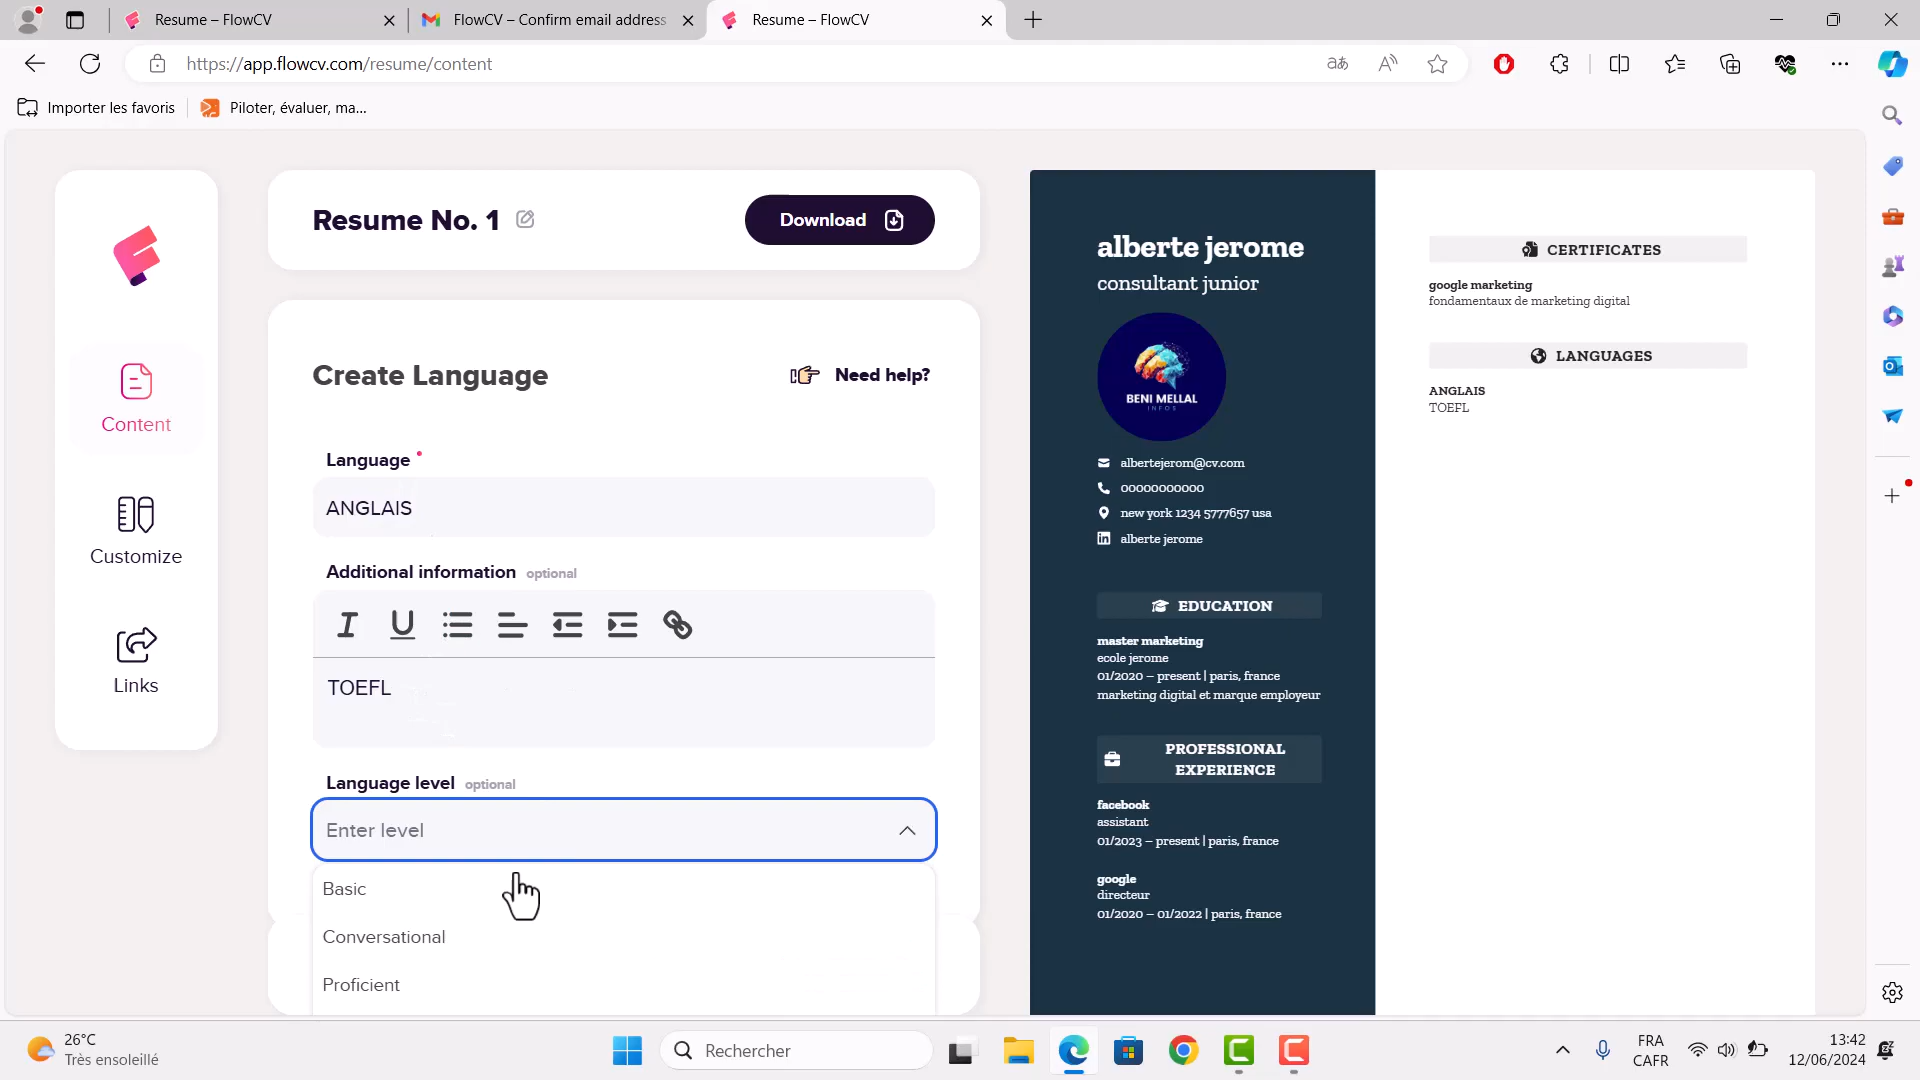 Resume – FlowCV
FlowCV – Confirm email address
Resume – FlowCV
https://app.flowcv.com/resume/content
Importer les favoris
Piloter, évaluer, ma...
Content
Customize
Links
Resume No. 1
Download
Create Language
Need help?
Language
ANGLAIS
Additional information optional
TOEFL
Language level optional
Enter level
Basic
Conversational
Proficient
alberte jerome
consultant junior
BENI MELLAL
INFOS
albertejerom@cv.com
00000000000
new york 1234 5777657 usa
alberte jerome
EDUCATION
master marketing
ecole jerome
01/2020 – present | paris, france
marketing digital et marque employeur
PROFESSIONAL
EXPERIENCE
facebook
assistant
01/2023 – present | paris, france
google
directeur
01/2020 – 01/2022 | paris, france
CERTIFICATES
google marketing
fondamentaux de marketing digital
LANGUAGES
ANGLAIS
TOEFL
26°C
Très ensoleillé
Rechercher
FRA
CAFR
13:42
12/06/2024